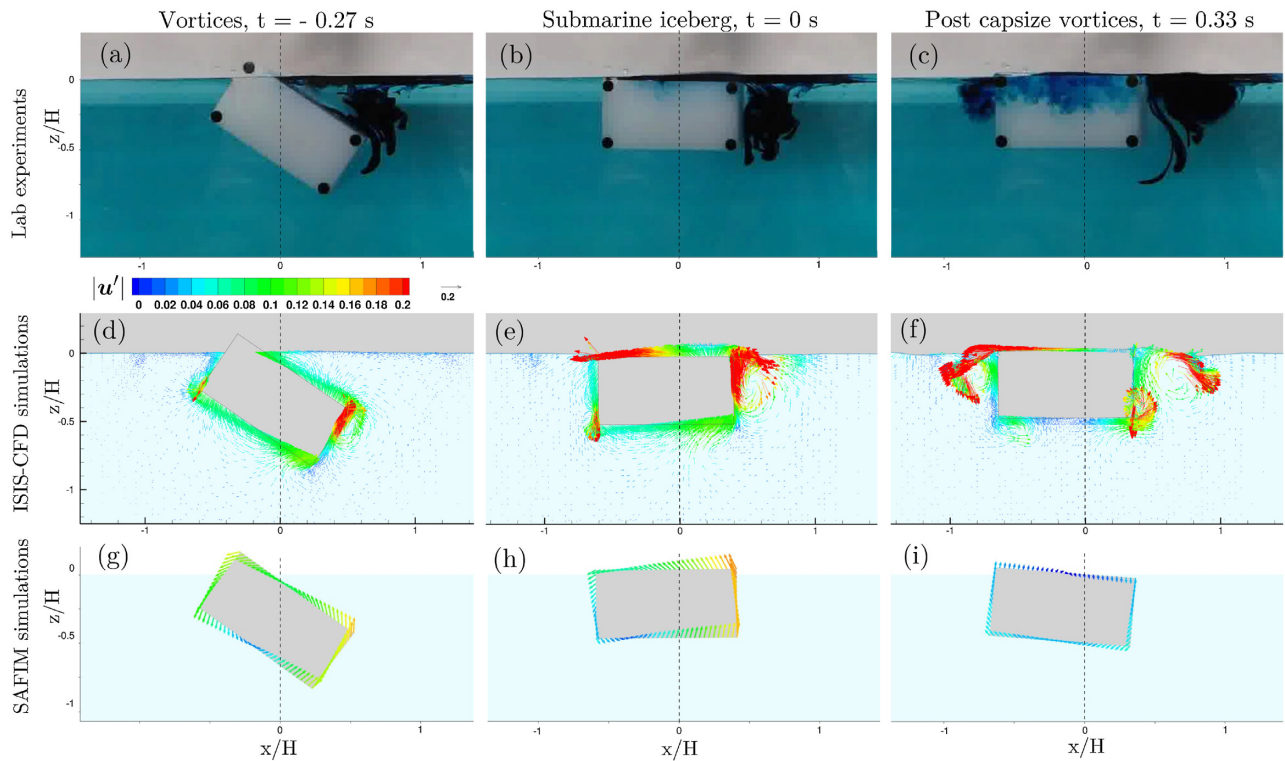 Vortices, t = - 0.27 s
Submarine iceberg, t = 0 s
Post capsize vortices, t = 0.33 s
Lab experiments
z/H
(a)
(b)
(c)
0
-0.5
-1
-1 0 1
-1 0 1
-1 0 1
|u'|
0 0.02 0.04 0.06 0.08 0.1 0.12 0.14 0.16 0.18 0.2
0.2
ISIS-CFD simulations
z/H
(d)
(e)
(f)
0
-0.5
-1
-1 0 1
-1 0 1
-1 0 1
SAFIM simulations
z/H
(g)
(h)
(i)
0
-0.5
-1
0 1
0 1
-1 0 1
x/H
x/H
x/H